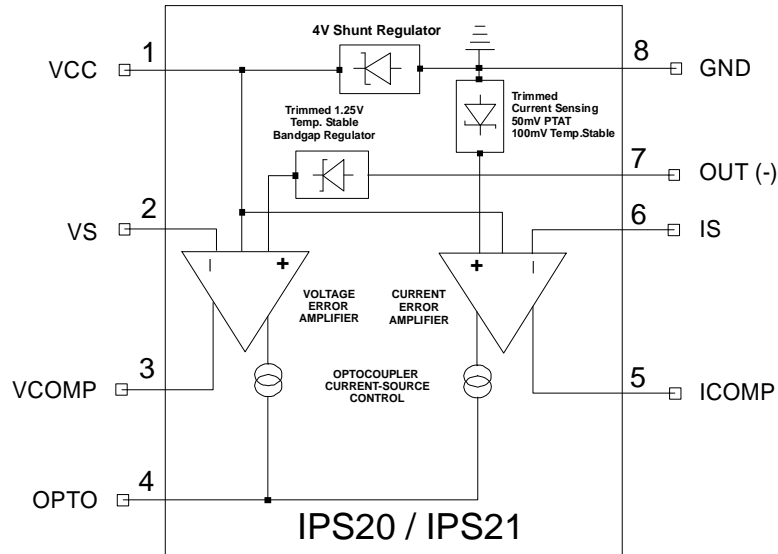 4V Shunt Regulator
VCC
1
8
GND
Trimmed
Current Sensing
50mV PTAT
100mV Temp.Stable
Trimmed 1.25V
Temp. Stable
Bandgap Regulator
7
OUT (-)
VS
2
6
IS
+
+
VOLTAGE
ERROR
AMPLIFIER
CURRENT
ERROR
AMPLIFIER
VCOMP
3
OPTOCOUPLER
CURRENT-SOURCE
CONTROL
5
ICOMP
OPTO
4
IPS20 / IPS21